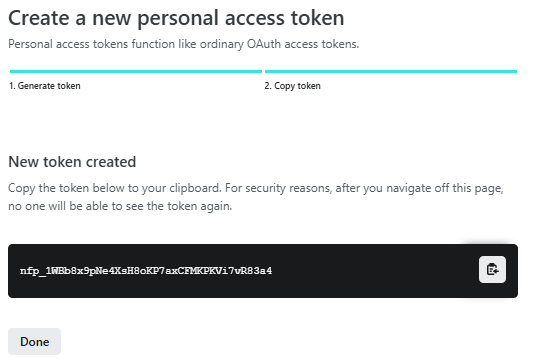 Create a new personal access token
Personal access tokens function like ordinary OAuth access tokens.
1. Generate token
2. Copy token
New token created
Copy the token below to your clipboard. For security reasons, after you navigate off this page,
no one will be able to see the token again.
nfp_1WBb8x9pNe4XsH8oKP7axCFMKPKVi7vR83a4
Done